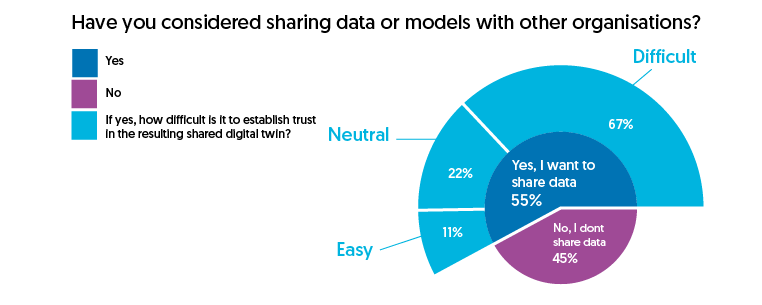 Have you considered sharing data or models with other organisations?
Yes
No
If yes, how difficult is it to establish trust
in the resulting shared digital twin?
Difficult
67%
Neutral
22%
Yes, I want to
share data
55%
Easy
11%
No, I dont
share data
45%